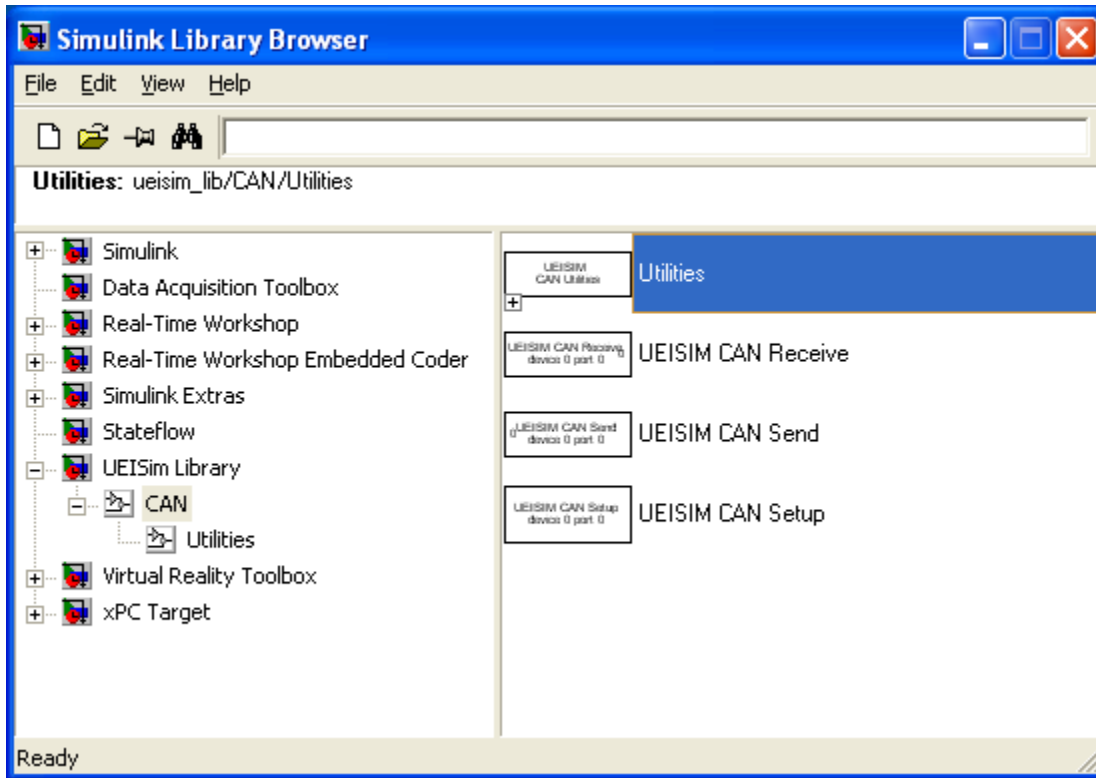 Simulink Library Browser
File Edit View Help
Utilities: ueisim_lib/CAN/Utilities
Simulink
Data Acquisition Toolbox
Real-Time Workshop
Real-Time Workshop Embedded Coder
Simulink Extras
Stateflow
UEISim Library
CAN
Utilities
Virtual Reality Toolbox
xPC Target
UEISIM
CAN Utilities
Utilities
UEISIM CAN Receive
device 0 port 0
UEISIM CAN Receive
UEISIM CAN Send
device 0 port 0
UEISIM CAN Send
UEISIM CAN Setup
device 0 port 0
UEISIM CAN Setup
Ready